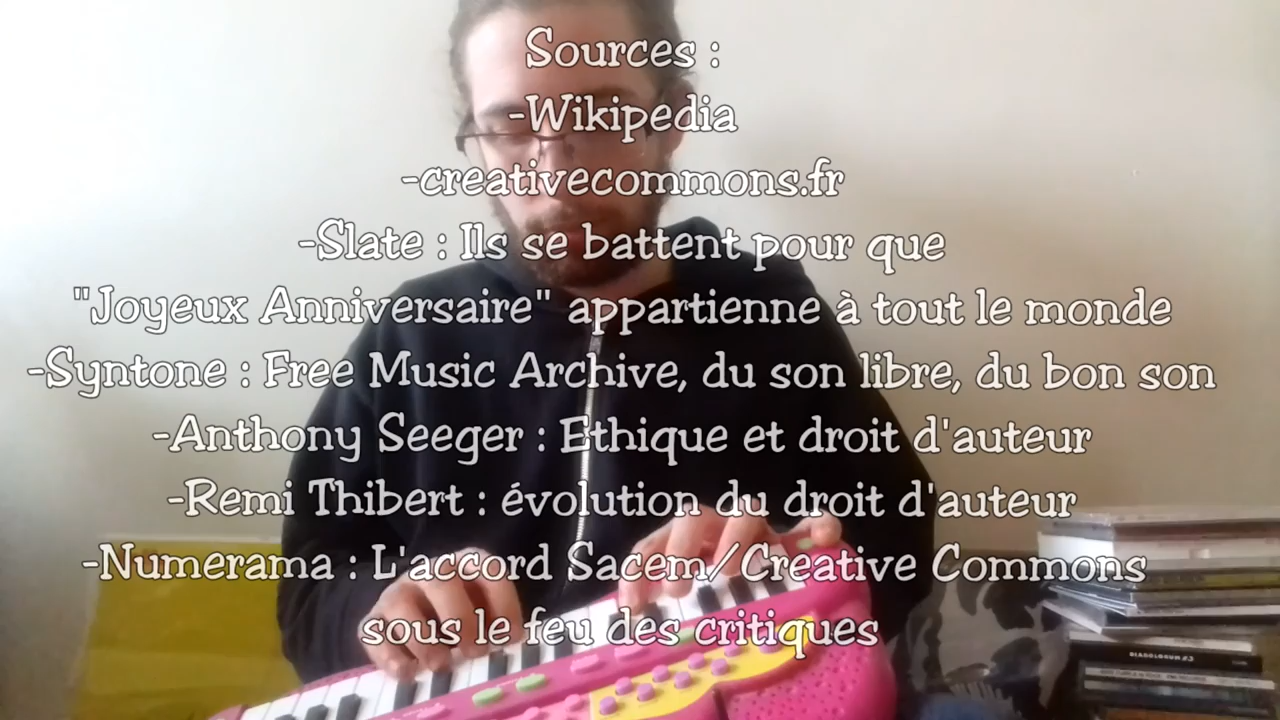 Sources :
-Wikipedia
-creativecommons.fr
-Slate : Ils se battent pour que
"Joyeux Anniversaire" appartienne à tout le monde
-Syntone : Free Music Archive, du son libre, du bon son
-Anthony Seeger : Ethique et droit d'auteur
-Remi Thibert : évolution du droit d'auteur
-Numerama : L'accord Sacem/Creative Commons
sous le feu des critiques